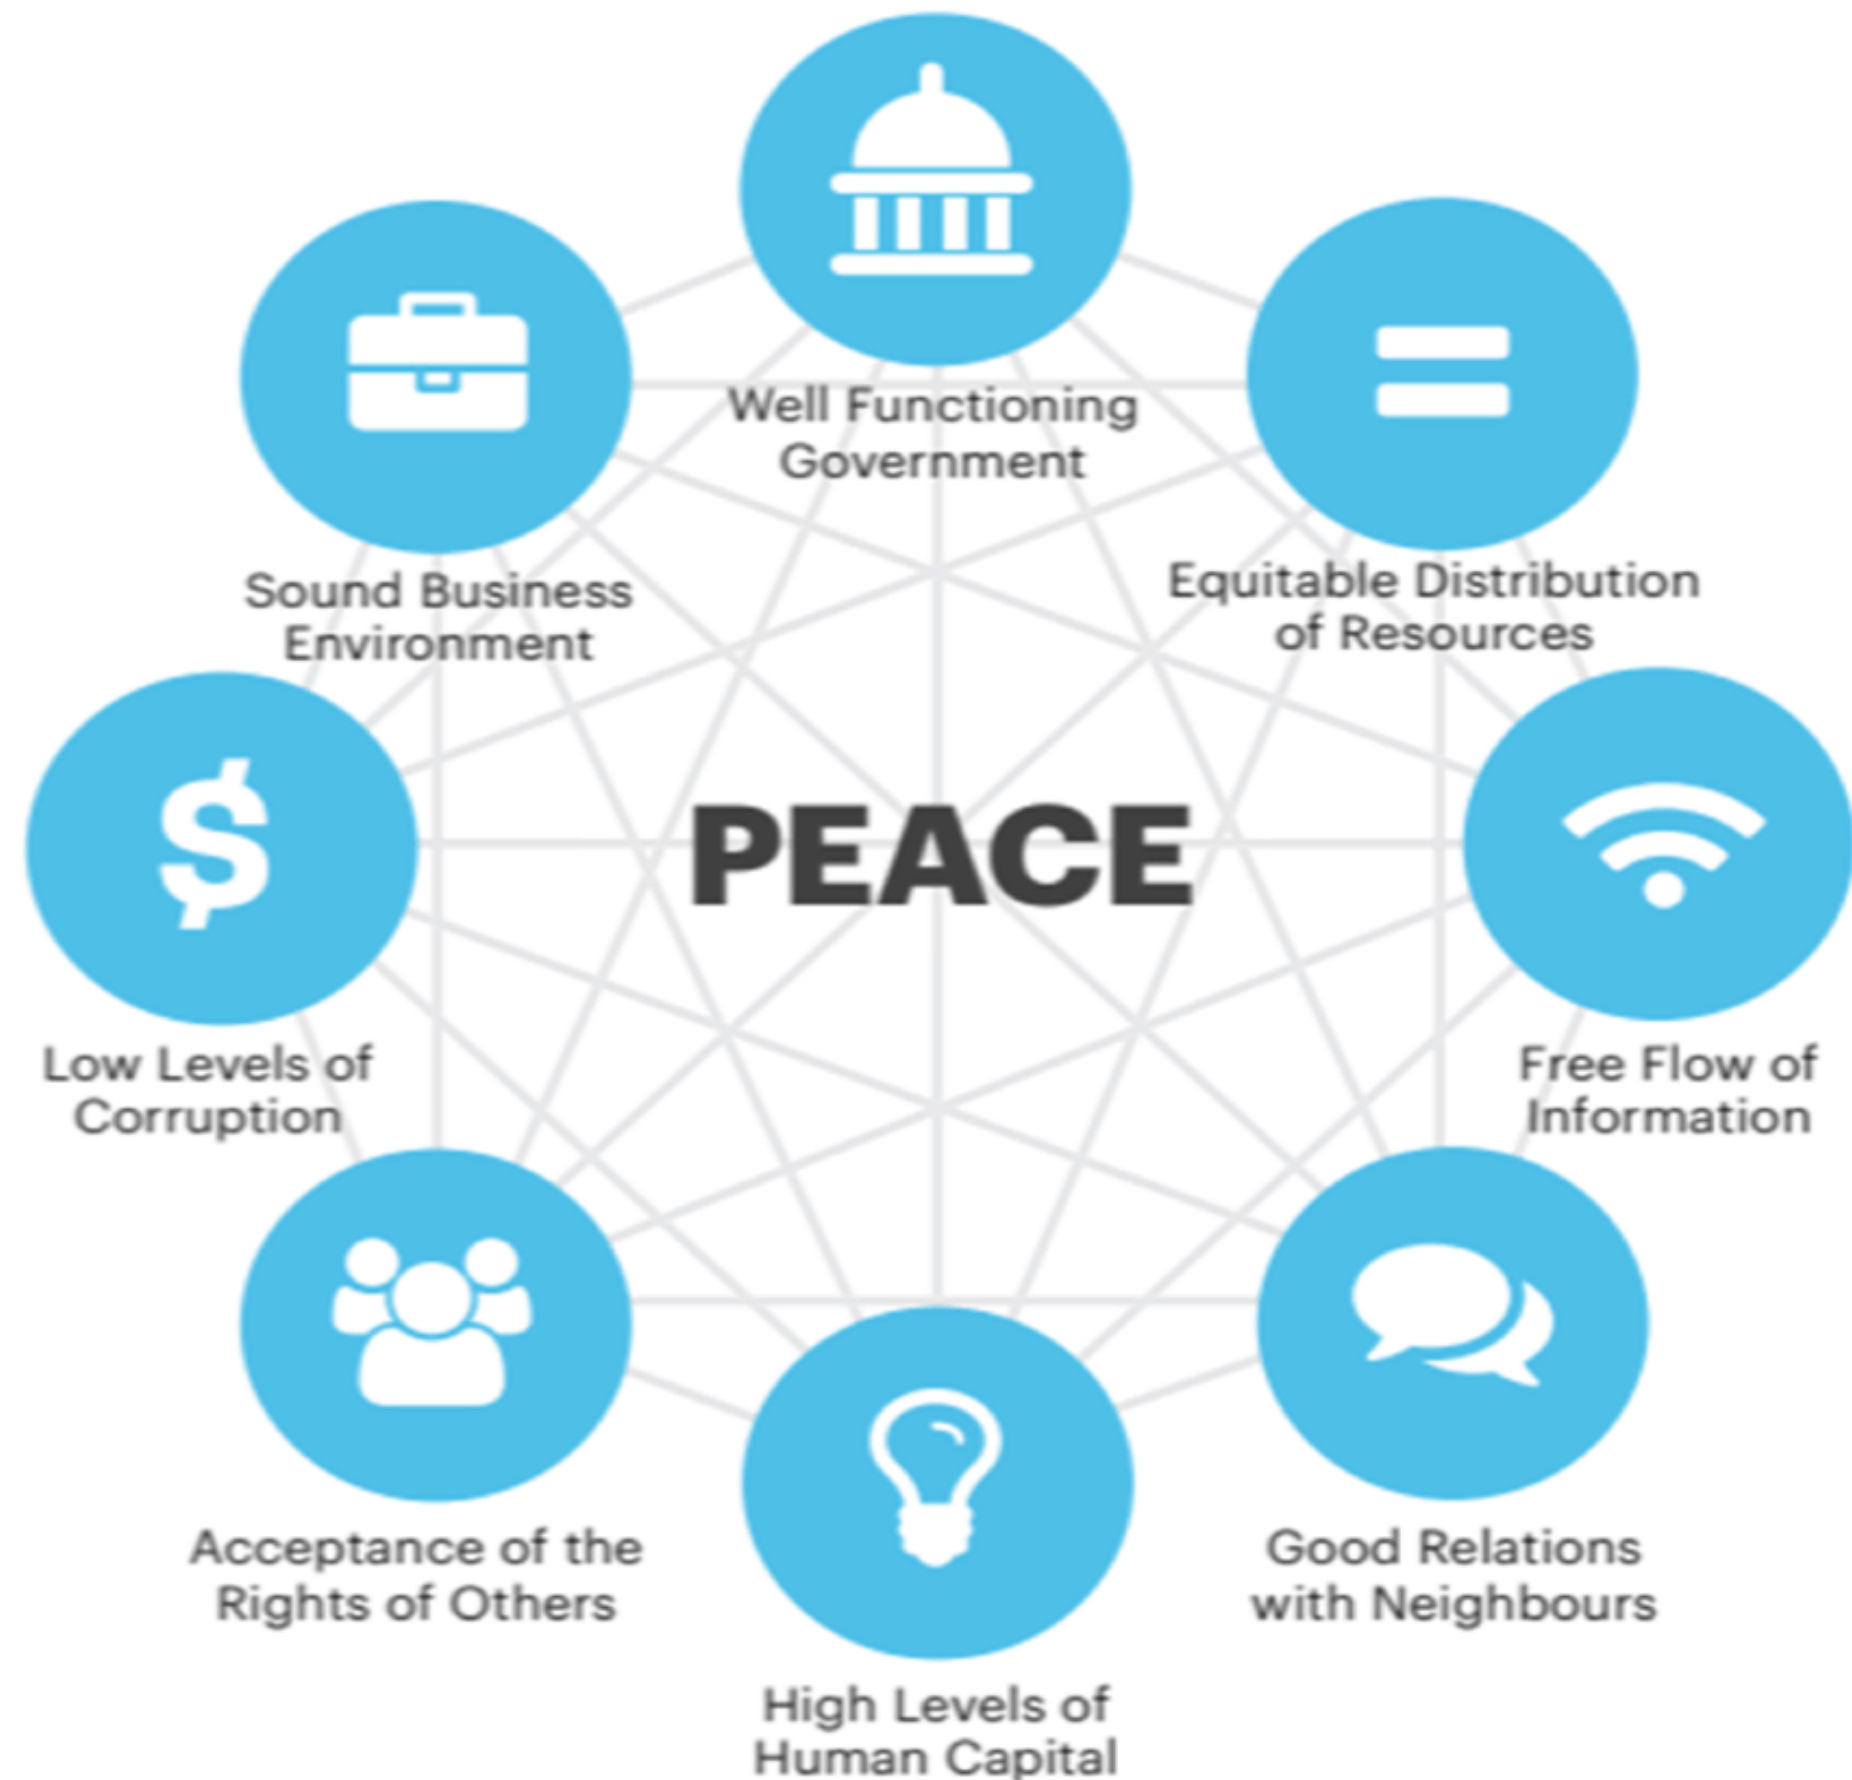 Well Functioning
Government
Sound Business
Environment
Equitable Distribution
of Resources
$
PEACE
Low Levels of
Corruption
Free Flow of
Information
Acceptance of the
Rights of Others
Good Relations
with Neighbours
High Levels of
Human Capital